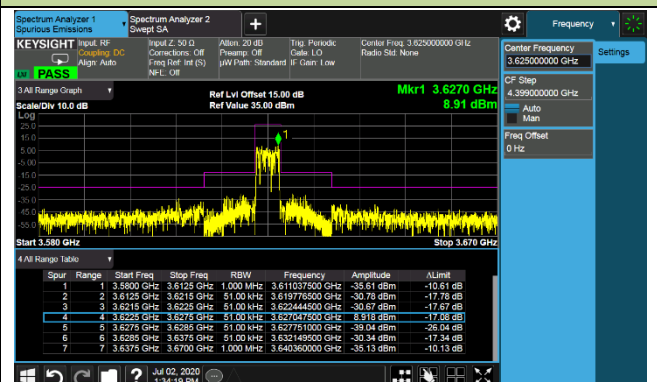 Spectrum Analyzer 1
Spurious Emissions
Spectrum Analyzer 2
Swept SA
+
Frequency
KEYSIGHT
Input: RF
Coupling: DC
Align: Auto
Input Z: 50 Ω
Corrections: Off
Freq Ref: Int (S)
NFE: Off
Atten: 20 dB
Preamp: Off
µW Path: Standard
Trig: Periodic
Gate: LO
IF Gain: Low
Center Freq: 3.625000000 GHz
Radio Std: None
LXI
PASS
Center Frequency
3.625000000 GHz
Settings
CF Step
4.399000000 GHz
Auto
Man
Freq Offset
0 Hz
3 All Range Graph
Scale/Div 10.0 dB
Ref Lvl Offset 15.00 dB
Ref Value 35.00 dBm
Mkr1 3.6270 GHz
8.91 dBm
Log
25.0
15.0
5.00
-5.00
-15.0
-25.0
-35.0
-45.0
-55.0
1
Start 3.580 GHz
Stop 3.670 GHz
4 All Range Table
Spur Range Start Freq Stop Freq RBW Frequency Amplitude ΔLimit
1 1 3.5800 GHz 3.6125 GHz 1.000 MHz 3.611037500 GHz -35.61 dBm -10.61 dB
2 2 3.6125 GHz 3.6215 GHz 51.00 kHz 3.619776500 GHz -30.78 dBm -17.78 dB
3 3 3.6215 GHz 3.6225 GHz 51.00 kHz 3.622444500 GHz -30.67 dBm -17.67 dB
4 4 3.6225 GHz 3.6275 GHz 51.00 kHz 3.627047500 GHz 8.918 dBm -17.08 dB
5 5 3.6275 GHz 3.6285 GHz 51.00 kHz 3.627751000 GHz -39.04 dBm -26.04 dB
6 6 3.6285 GHz 3.6375 GHz 51.00 kHz 3.632149500 GHz -30.34 dBm -17.34 dB
7 7 3.6375 GHz 3.6700 GHz 1.000 MHz 3.640360000 GHz -35.13 dBm -10.13 dB
?
Jul 02, 2020
1:34:19 PM